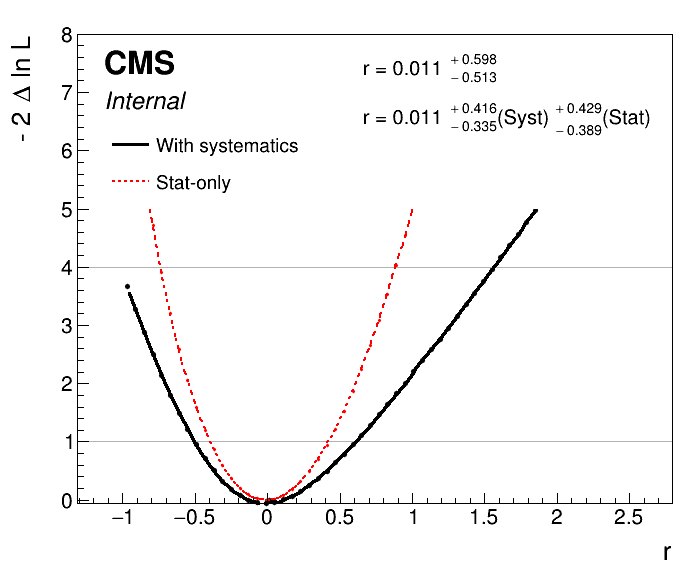 - 2 Δ ln L
8
7
6
5
4
3
2
1
0
CMS
Internal
With systematics
Stat-only
r = 0.011 +0.598 −0.513
r = 0.011 +0.416 −0.335(Syst) +0.429 −0.389(Stat)
−1 −0.5 0 0.5 1 1.5 2 2.5
r